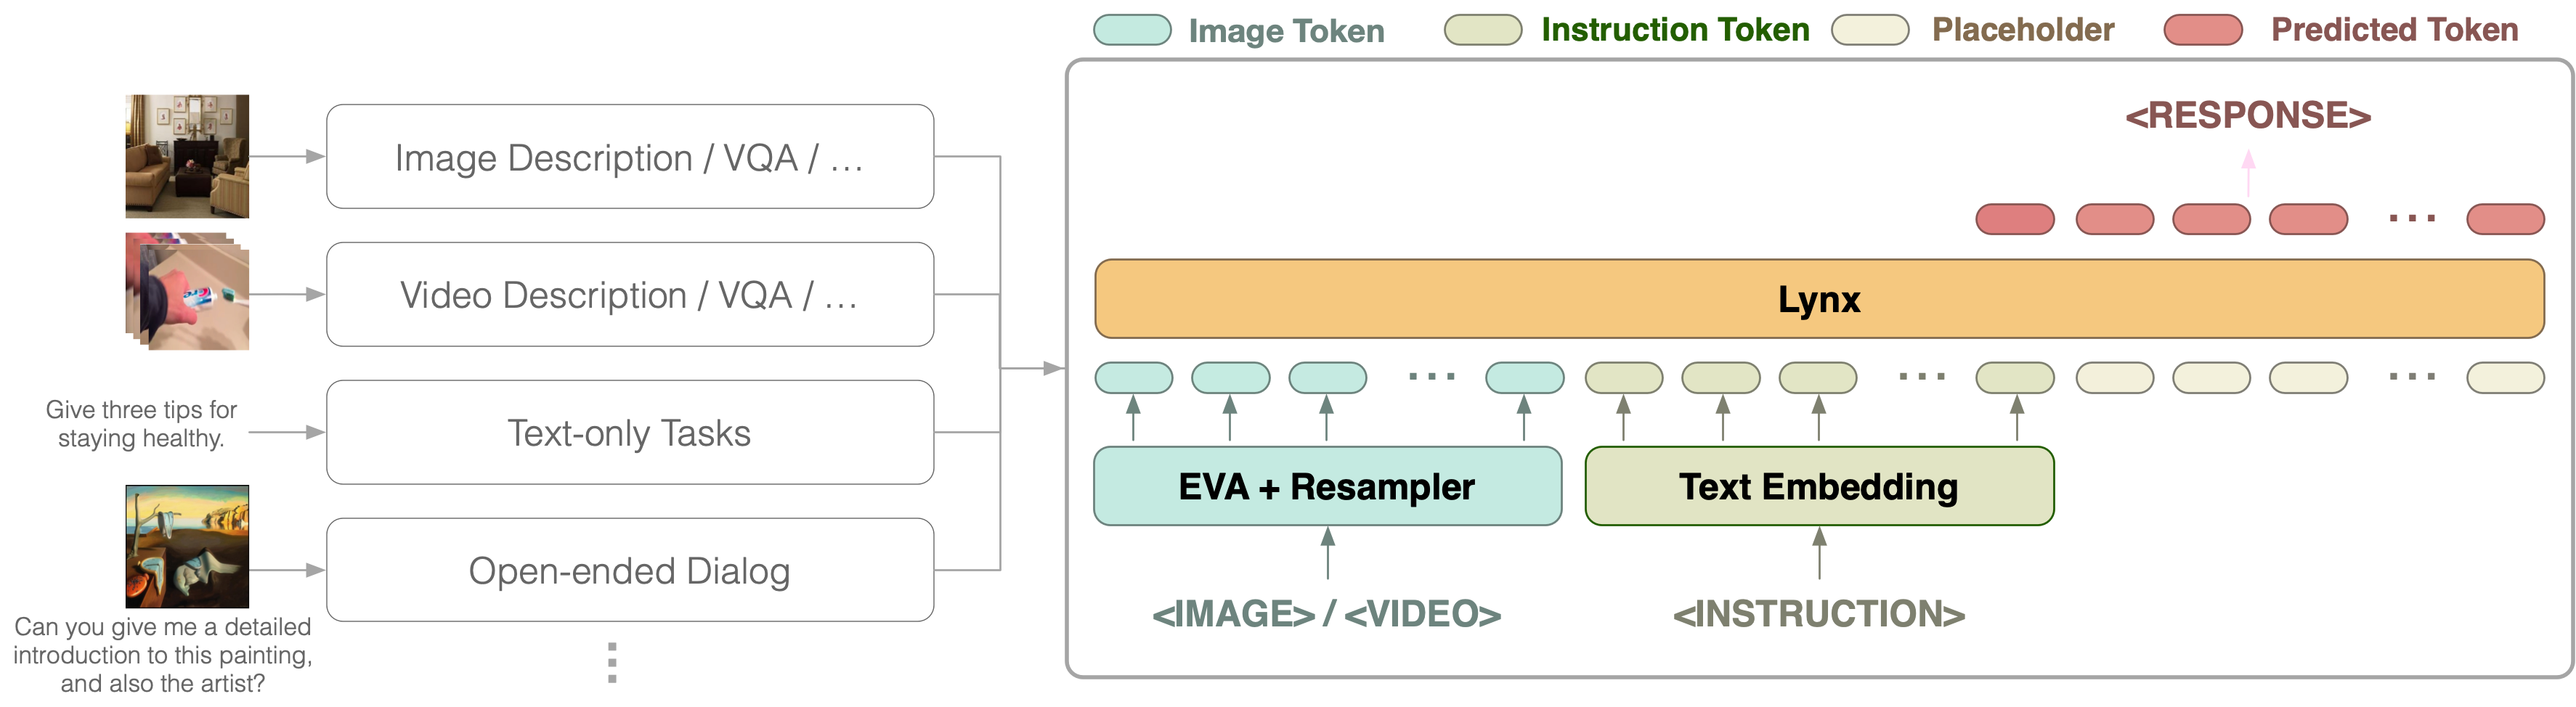 Image Token
Instruction Token
Placeholder
Predicted Token
Image Description / VQA / …
Video Description / VQA / …
Give three tips for
staying healthy.
Text-only Tasks
Open-ended Dialog
Can you give me a detailed
introduction to this painting,
and also the artist?
<RESPONSE>
Lynx
EVA + Resampler
Text Embedding
<IMAGE> / <VIDEO>
<INSTRUCTION>